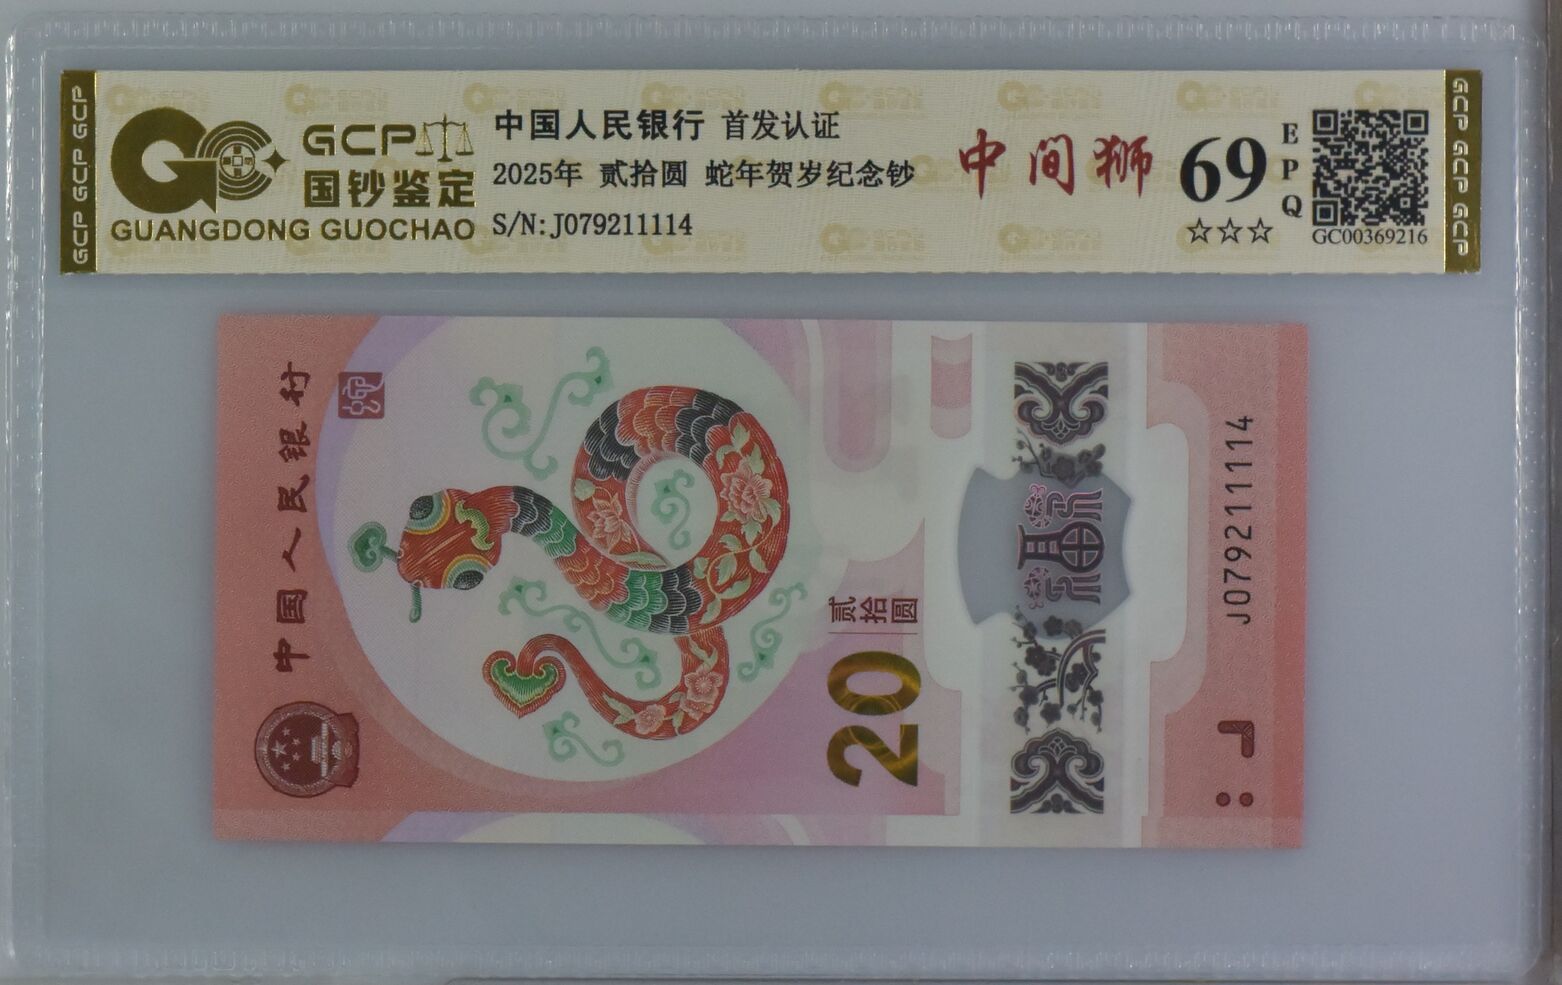 GCP GCP GCP
GCP
国钞鉴定
GUANGDONG GUOCHAO
中国人民银行 首发认证
2025年 贰拾圆 蛇年贺岁纪念钞
S/N:J079211114
中间狮
69
EPQ
☆☆☆
GC00369216
GCP GCP GCP
中国人民银行
贰拾圆
20
福
J079211114